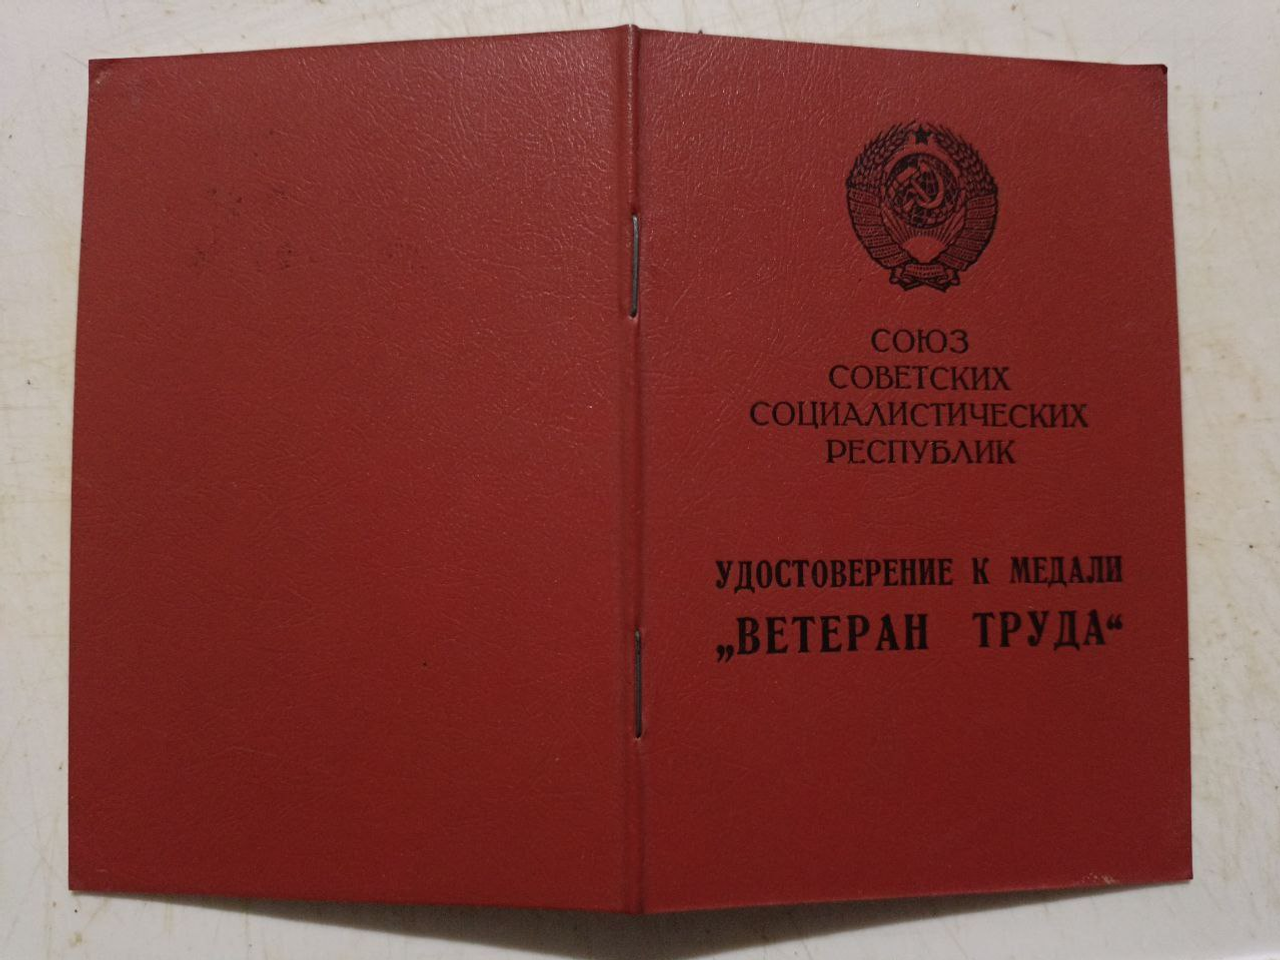 СОЮЗ
СОВЕТСКИХ
СОЦИАЛИСТИЧЕСКИХ
РЕСПУБЛИК
УДОСТОВЕРЕНИЕ К МЕДАЛИ
„ВЕТЕРАН ТРУДА“